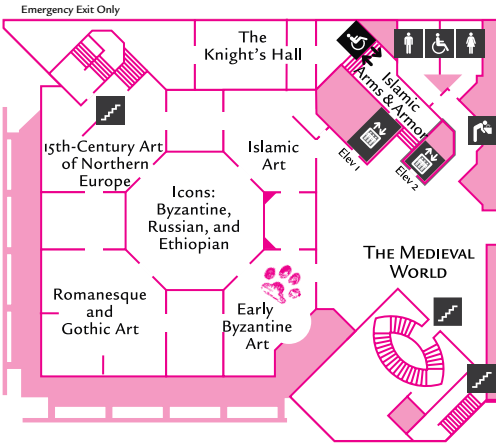 Emergency Exit Only
The
Knight's Hall
Islamic
Arms & Armor
Elev 1
Elev 2
15th-Century Art
of Northern
Europe
Islamic
Art
Icons:
Byzantine,
Russian, and
Ethiopian
The Medieval
World
Romanesque
and
Gothic Art
Early
Byzantine
Art